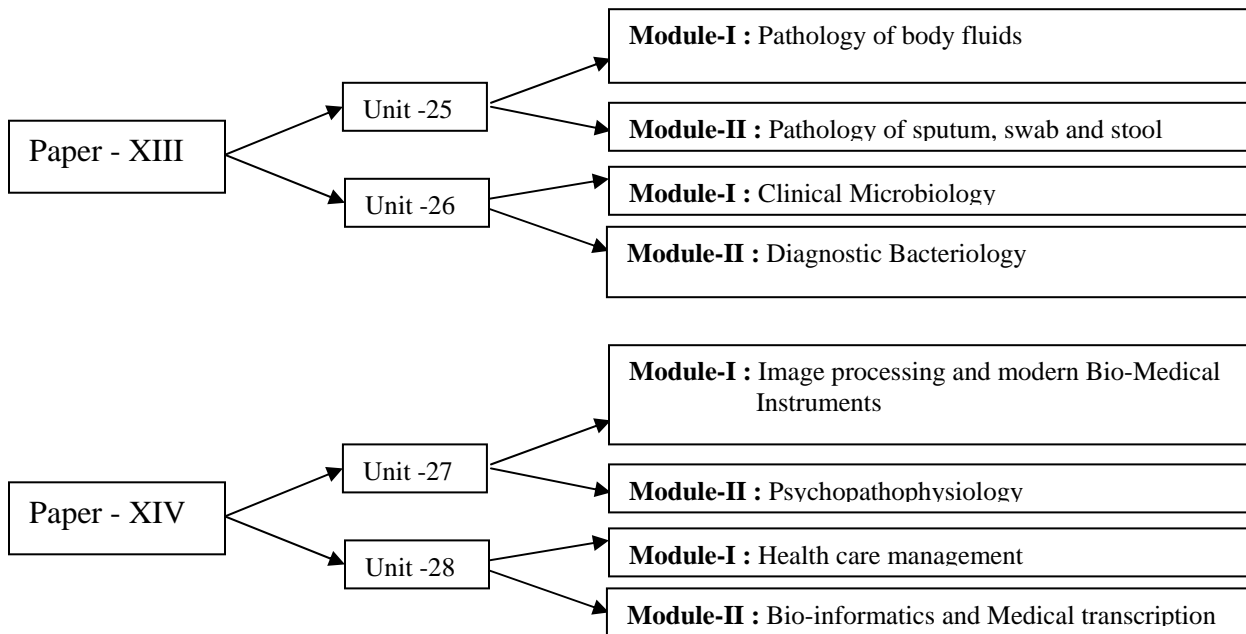 Module-I : Pathology of body fluids
Unit -25
Module-II : Pathology of sputum, swab and stool
Paper - XIII
Module-I : Clinical Microbiology
Unit -26
Module-II : Diagnostic Bacteriology
Module-I : Image processing and modern Bio-Medical
Instruments
Unit -27
Module-II : Psychopathophysiology
Paper - XIV
Module-I : Health care management
Unit -28
Module-II : Bio-informatics and Medical transcription